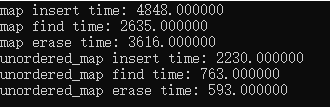 map insert time: 4848.000000
map find time: 2635.000000
map erase time: 3616.000000
unordered_map insert time: 2230.000000
unordered_map find time: 763.000000
unordered_map erase time: 593.000000